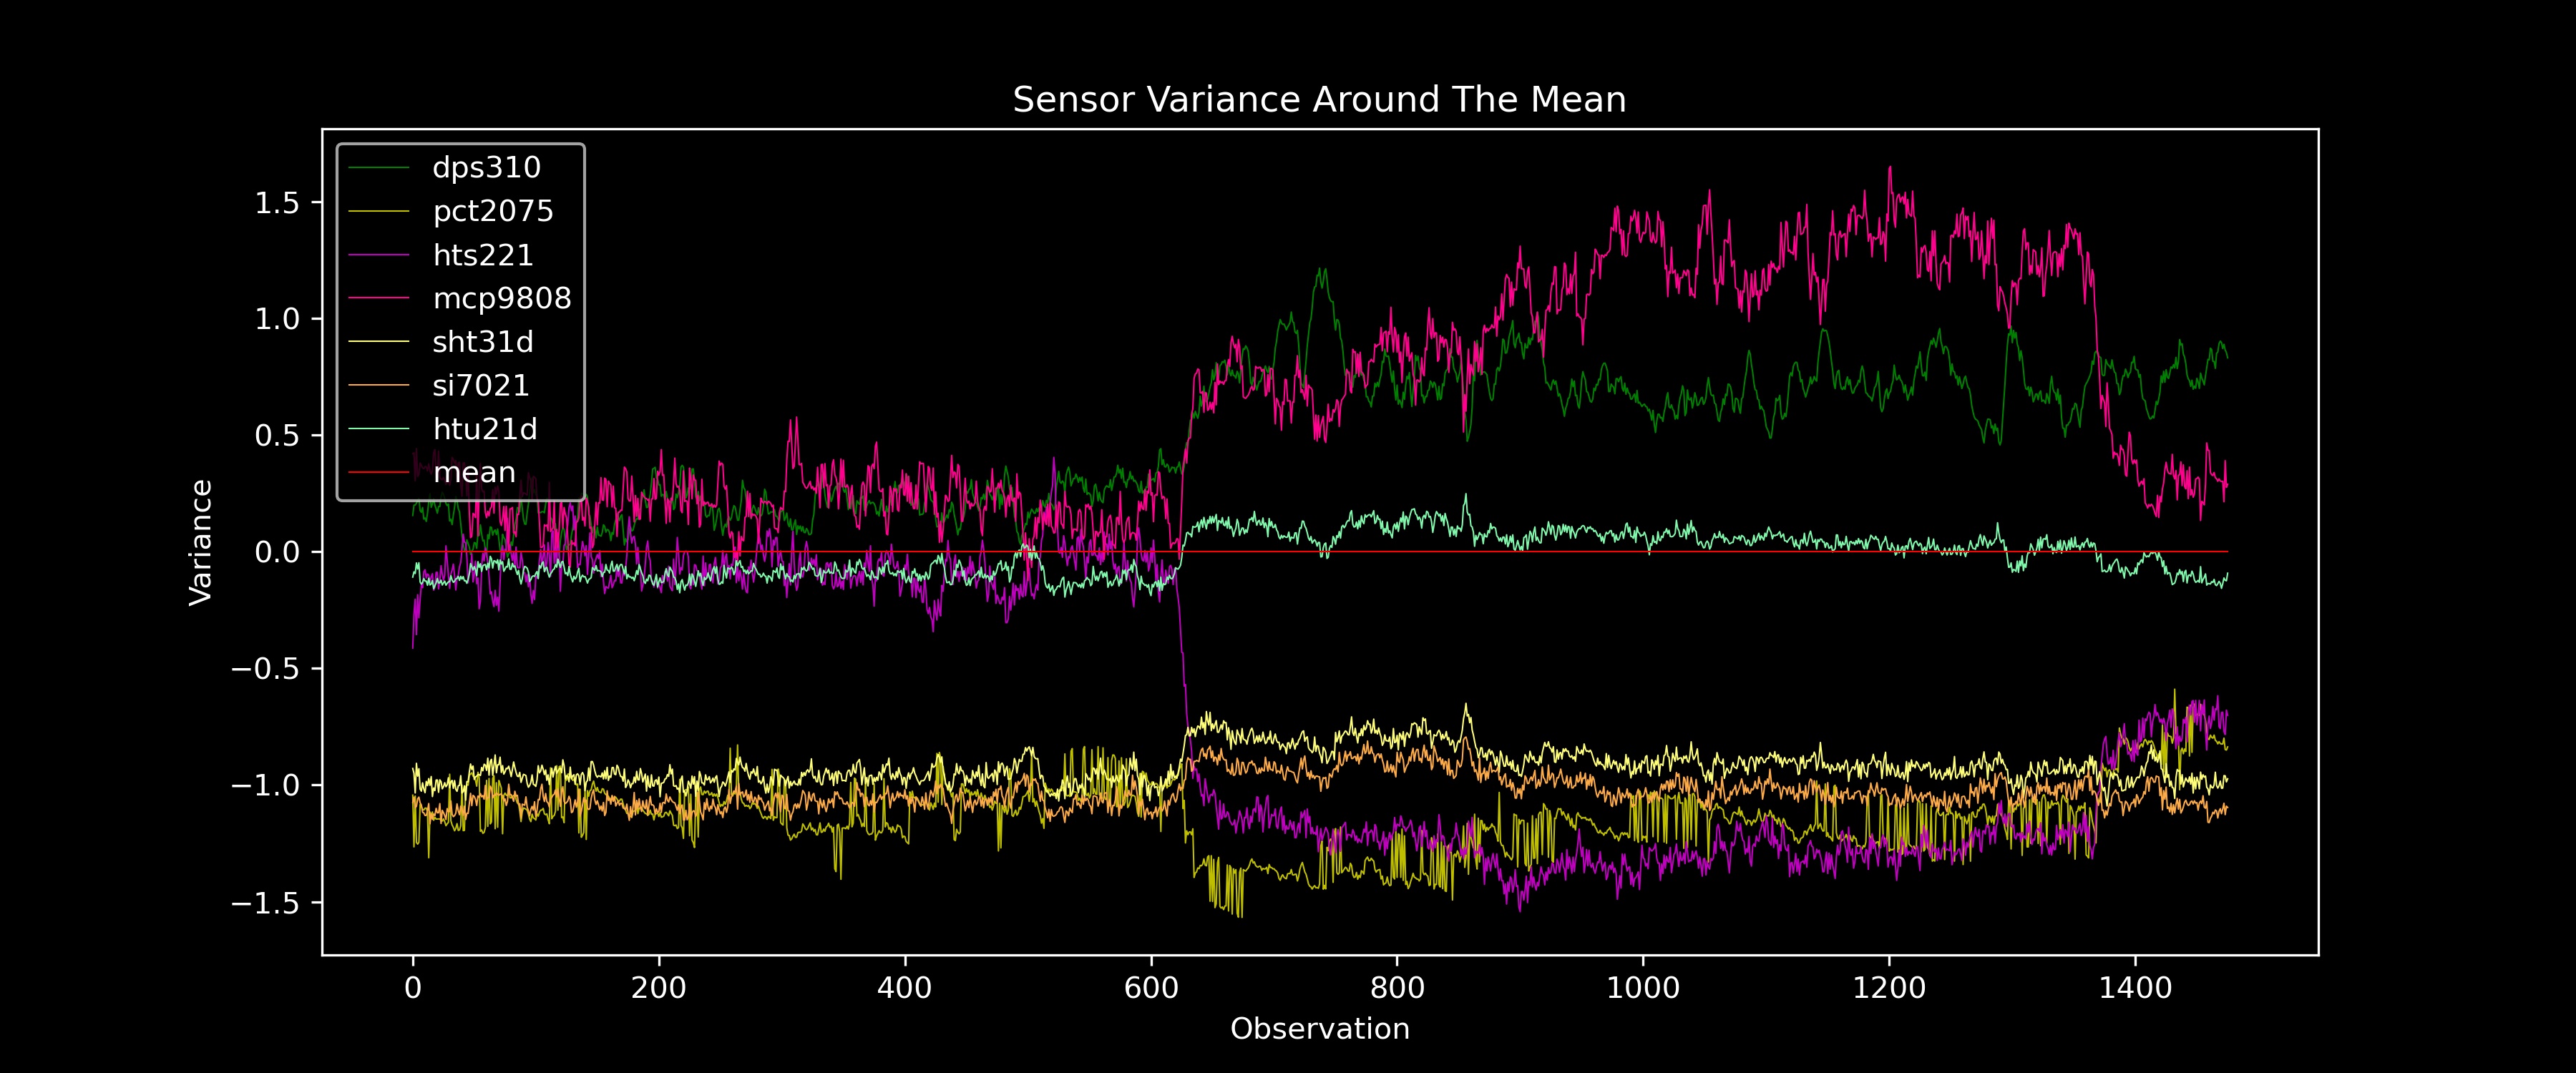 Sensor Variance Around The Mean
dps310
pct2075
hts221
mcp9808
sht31d
si7021
htu21d
mean
Variance
1.5
1.0
0.5
0.0
−0.5
−1.0
−1.5
0 200 400 600 800 1000 1200 1400
Observation